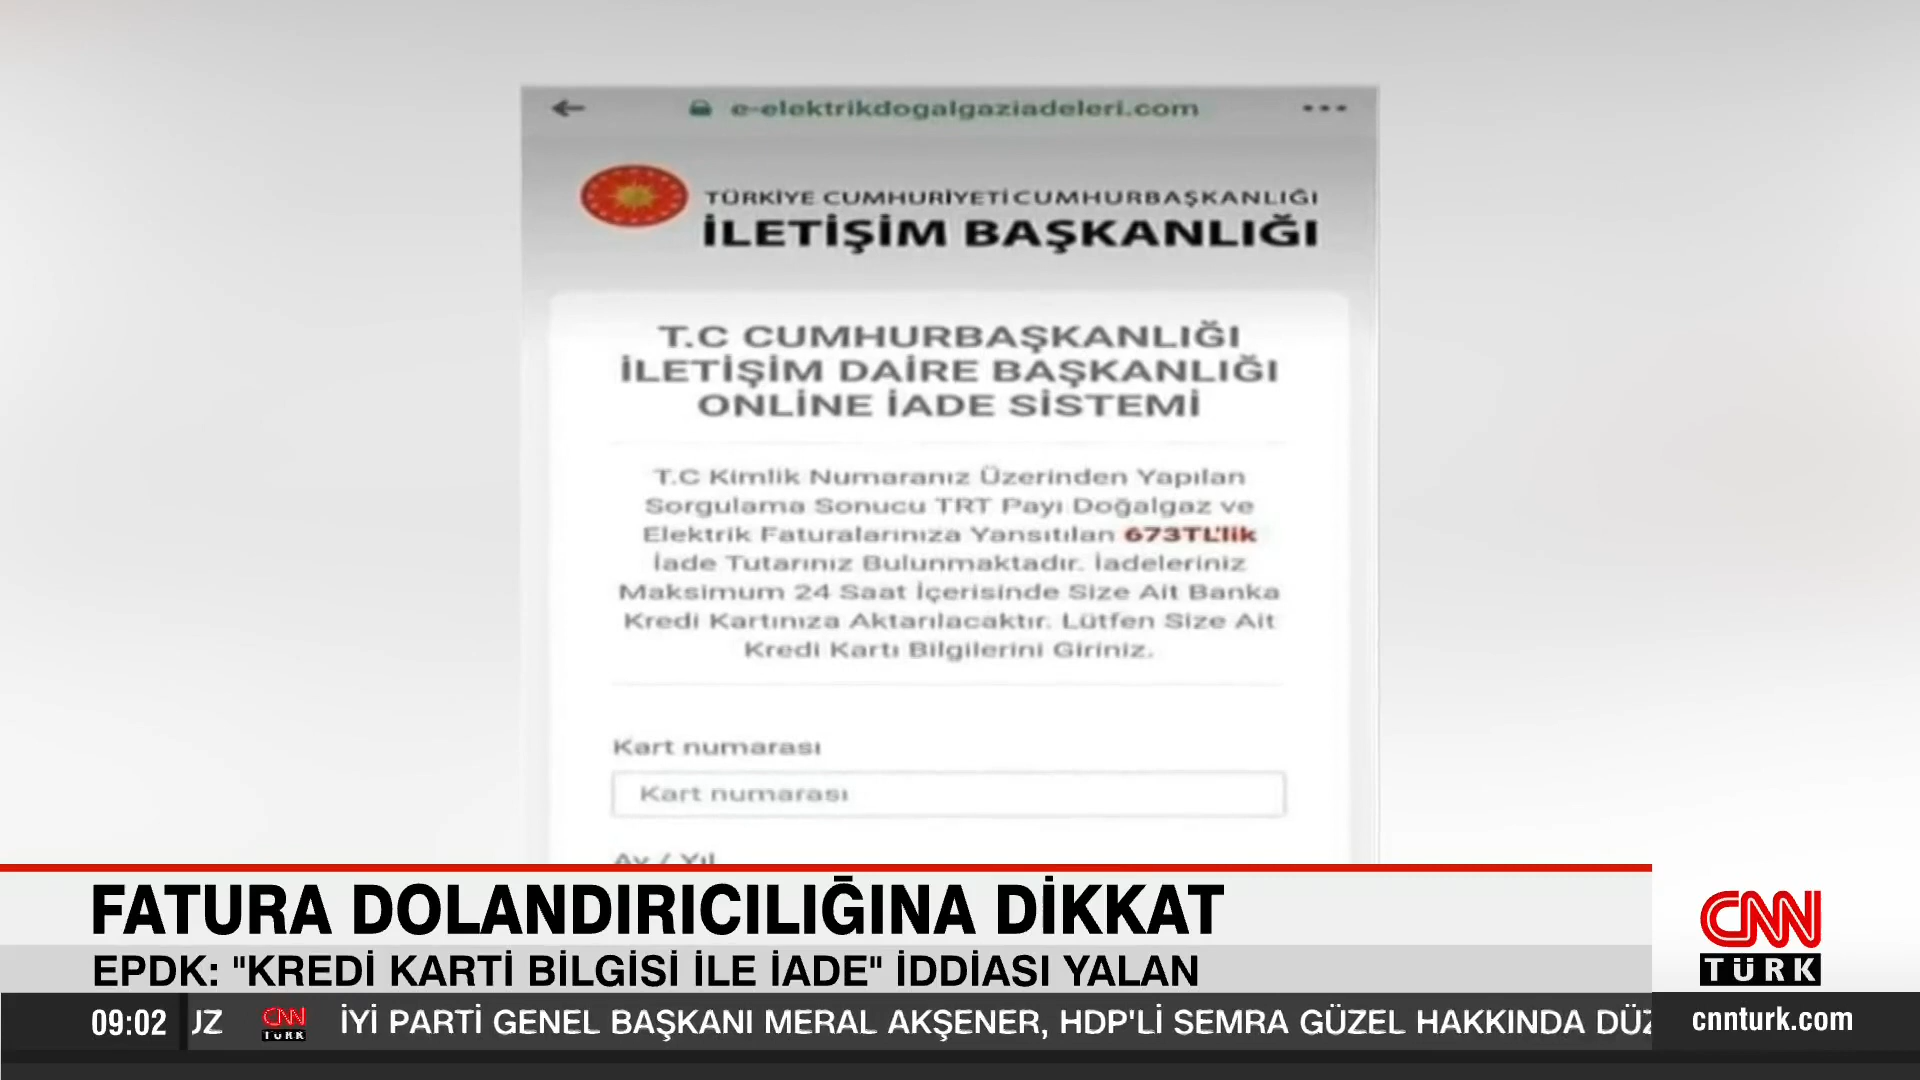 e-elektrikdogalgaziadeleri.com
TÜRKİYE CUMHURİYETİ CUMHURBAŞKANLIĞI
İLETİŞİM BAŞKANLIĞI
T.C CUMHURBAŞKANLIĞI
İLETİŞİM DAİRE BAŞKANLIĞI
ONLİNE İADE SİSTEMİ
T.C Kimlik Numaranız Üzerinden Yapılan
Sorgulama Sonucu TRT Payı Doğalgaz ve
Elektrik Faturalarınıza Yansıtılan 673TL'lik
İade Tutarınız Bulunmaktadır. İadeleriniz
Maksimum 24 Saat İçerisinde Size Ait Banka
Kredi Kartınıza Aktarılacaktır. Lütfen Size Ait
Kredi Kartı Bilgilerini Giriniz.
Kart numarası
Kart numarası
Ay / Yıl
FATURA DOLANDIRICILIĞINA DİKKAT
EPDK: "KREDİ KARTI BİLGİSİ İLE İADE" İDDİASI YALAN
CNN
TÜRK
09:02 UZ CNN TÜRK İYİ PARTİ GENEL BAŞKANI MERAL AKŞENER, HDP'Lİ SEMRA GÜZEL HAKKINDA DÜZ
cnnturk.com